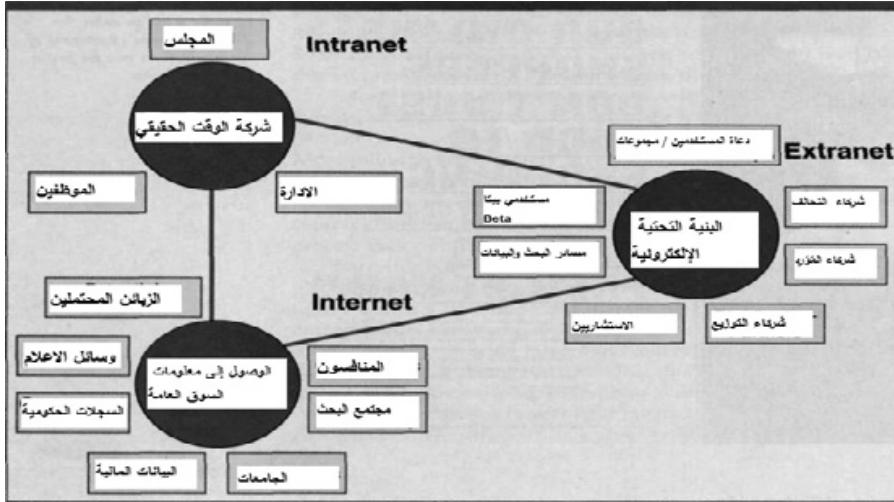 المجلس
Intranet
شركة الوقت الحقيقي
دعاة المستخدمين / مجموعات
Extranet
الموظفين
الادارة
مستخدمي بيتا
Beta
البنية التحتية
الإلكترونية
شركاء التحالف
مصادر البحث والبيانات
شركاء
الزبائن المحتملين
Internet
الاستشاريين
شركاء التوزيع
وسائل الاعلام
الوصول إلى معلومات
السوق العامة
المنافسون
السجلات الحكومية
مجتمع البحث
البيانات المالية
الجامعات